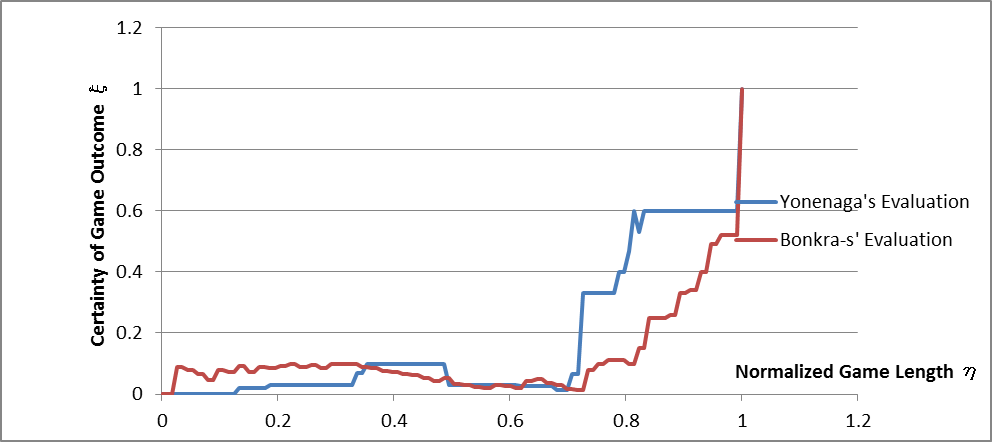 1.2
1
0.8
0.6
0.4
0.2
0
Certainty of Game Outcome ξ
Yonenaga's Evaluation
Bonkra-s' Evaluation
Normalized Game Length η
0 0.2 0.4 0.6 0.8 1 1.2